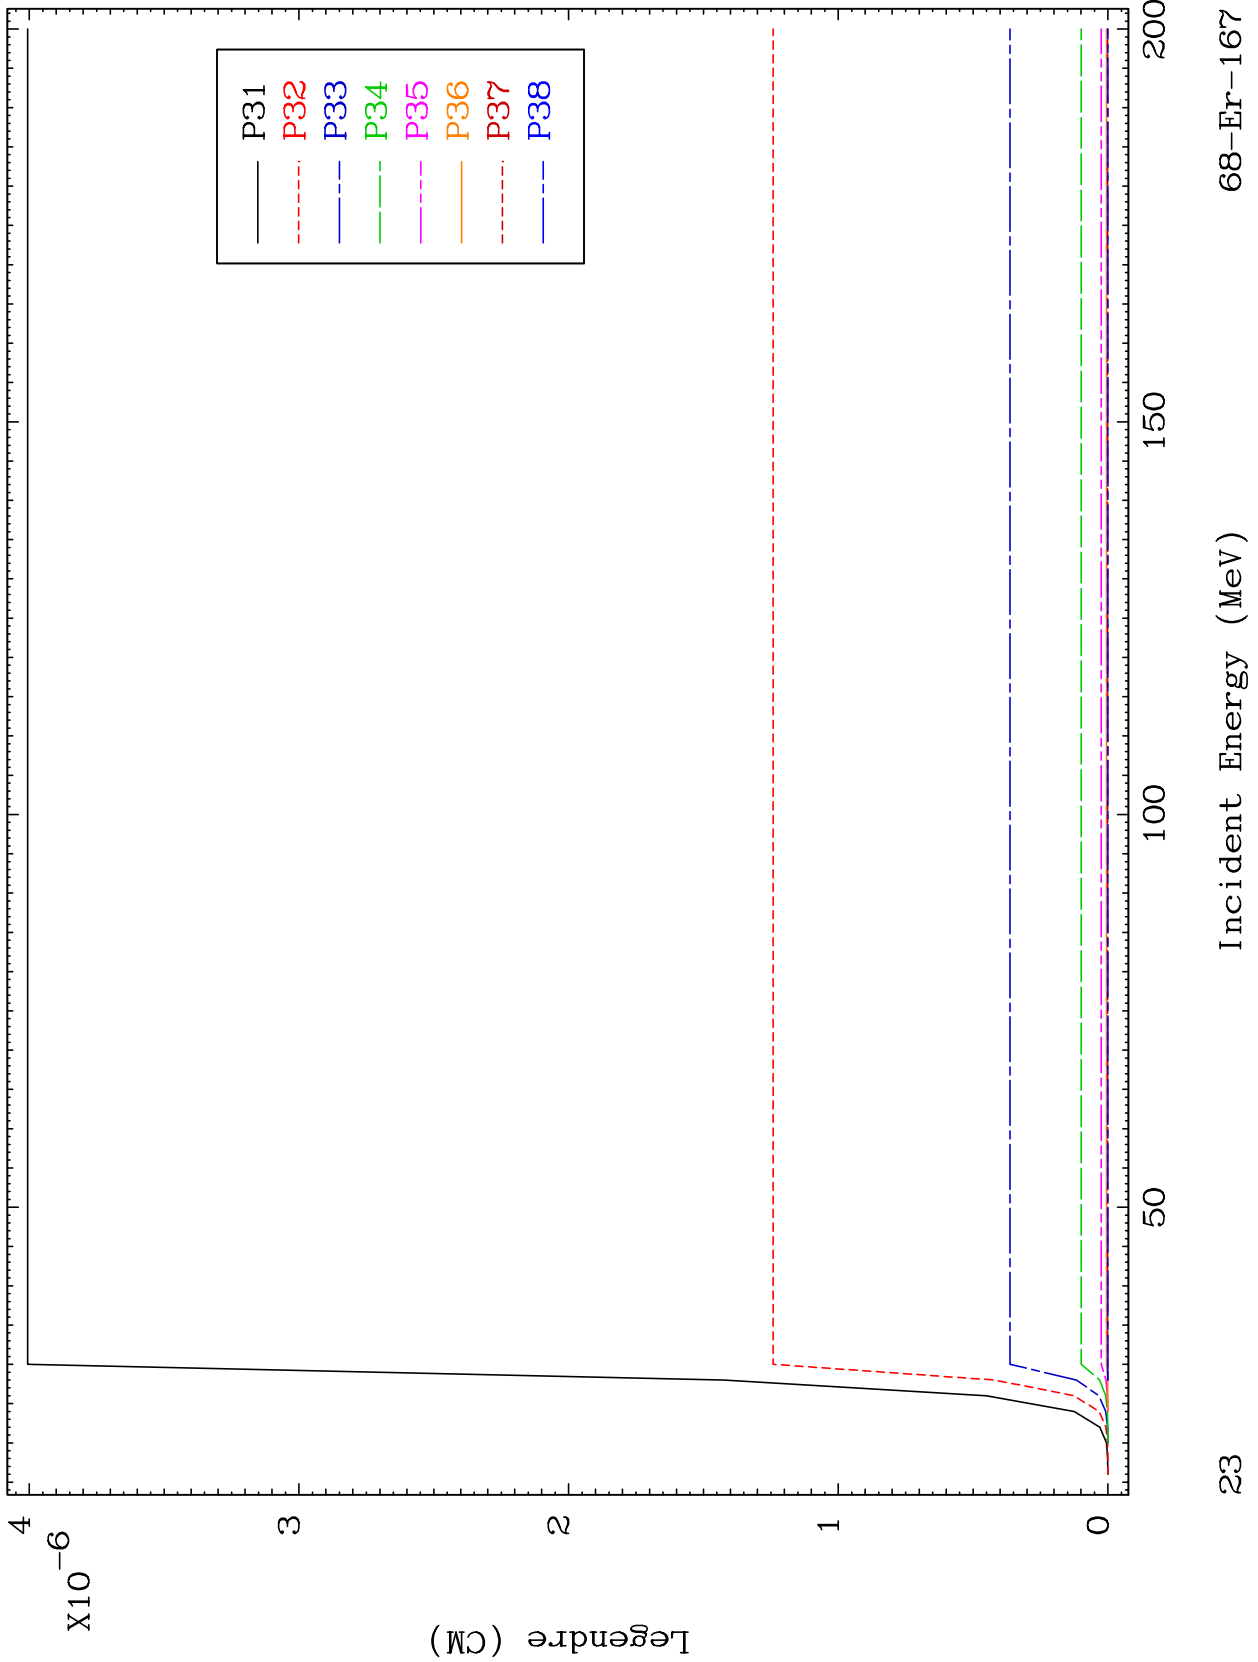 4
3
2
1
0
X10^-6
Legendre (CM)
P31
P32
P33
P34
P35
P36
P37
P38
50
100
150
200
Incident Energy (MeV)
23
68-Er-167